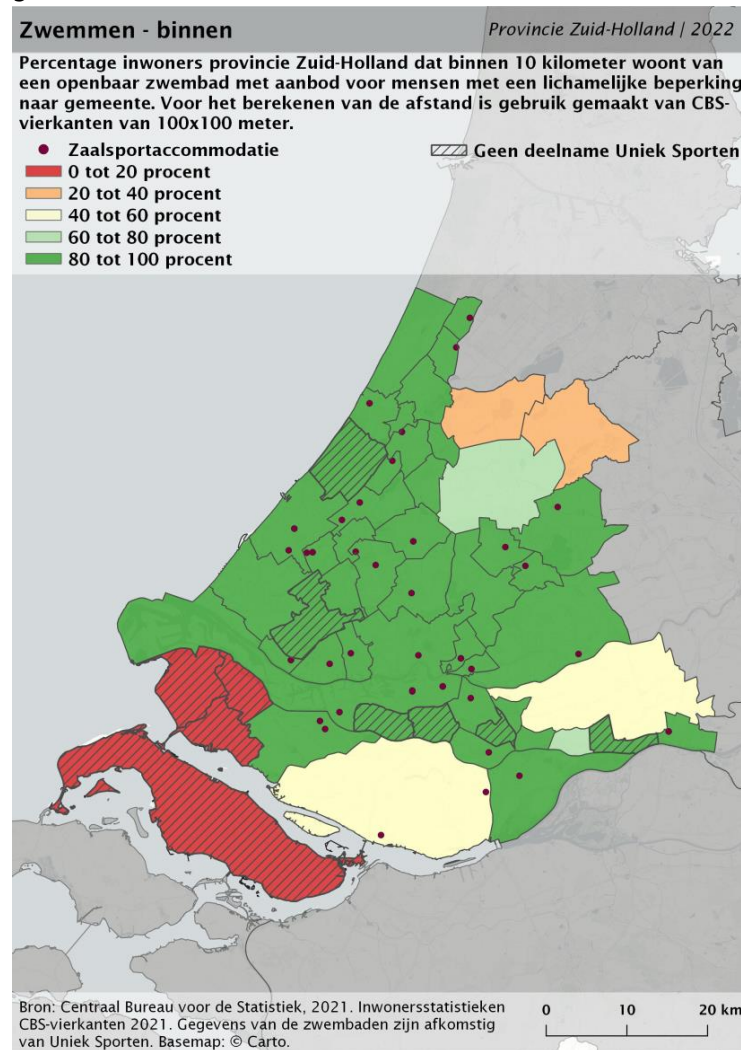 Zwemmen - binnen
Provincie Zuid-Holland | 2022
Percentage inwoners provincie Zuid-Holland dat binnen 10 kilometer woont van
een openbaar zwembad met aanbod voor mensen met een lichamelijke beperking
naar gemeente. Voor het berekenen van de afstand is gebruik gemaakt van CBS-
vierkanten van 100x100 meter.
Zaalsportaccommodatie
Geen deelname Uniek Sporten
0 tot 20 procent
20 tot 40 procent
40 tot 60 procent
60 tot 80 procent
80 tot 100 procent
Bron: Centraal Bureau voor de Statistiek, 2021. Inwonersstatistieken
CBS-vierkanten 2021. Gegevens van de zwembaden zijn afkomstig
van Uniek Sporten. Basemap: © Carto.
0 10 20 km